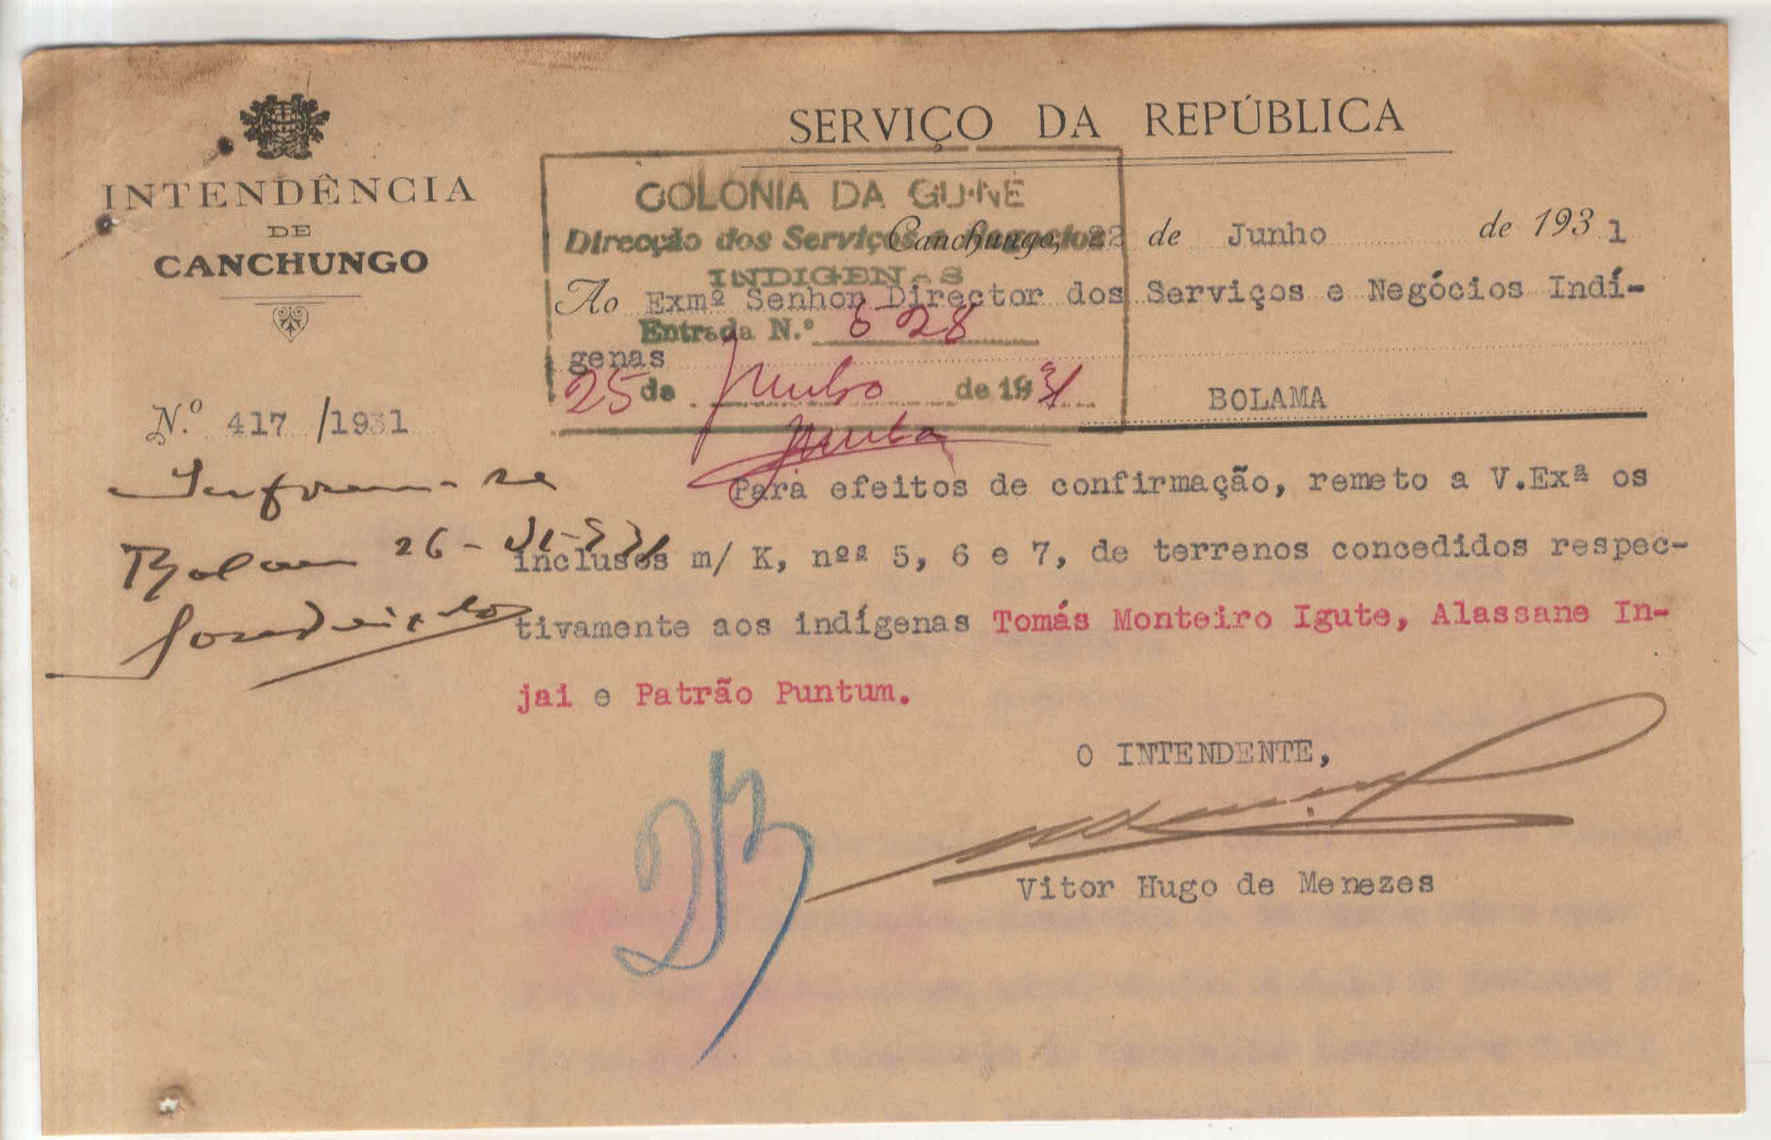 SERVIÇO DA REPÚBLICA
INTENDÊNCIA
DE
CANCHUNGO
COLONIA DA GUINÉ
Direcção dos Serviços e Negocios
INDIGENAS
Entrada N.º 628
25 de Junho de 1931
Canchungo, 22 de Junho de 1931
Ao Exmº Senhor Director dos Serviços e Negócios Indí-
genas
BOLAMA
N.º 417 /1931
Informe-se
Bolama 26-VI-931
Para efeitos de confirmação, remeto a V.Exª os
inclusos m/ K, nºs 5, 6 e 7, de terrenos concedidos respec-
tivamente aos indígenas Tomás Monteiro Igute, Alassane In-
jai e Patrão Puntum.
O INTENDENTE,
Vitor Hugo de Menezes